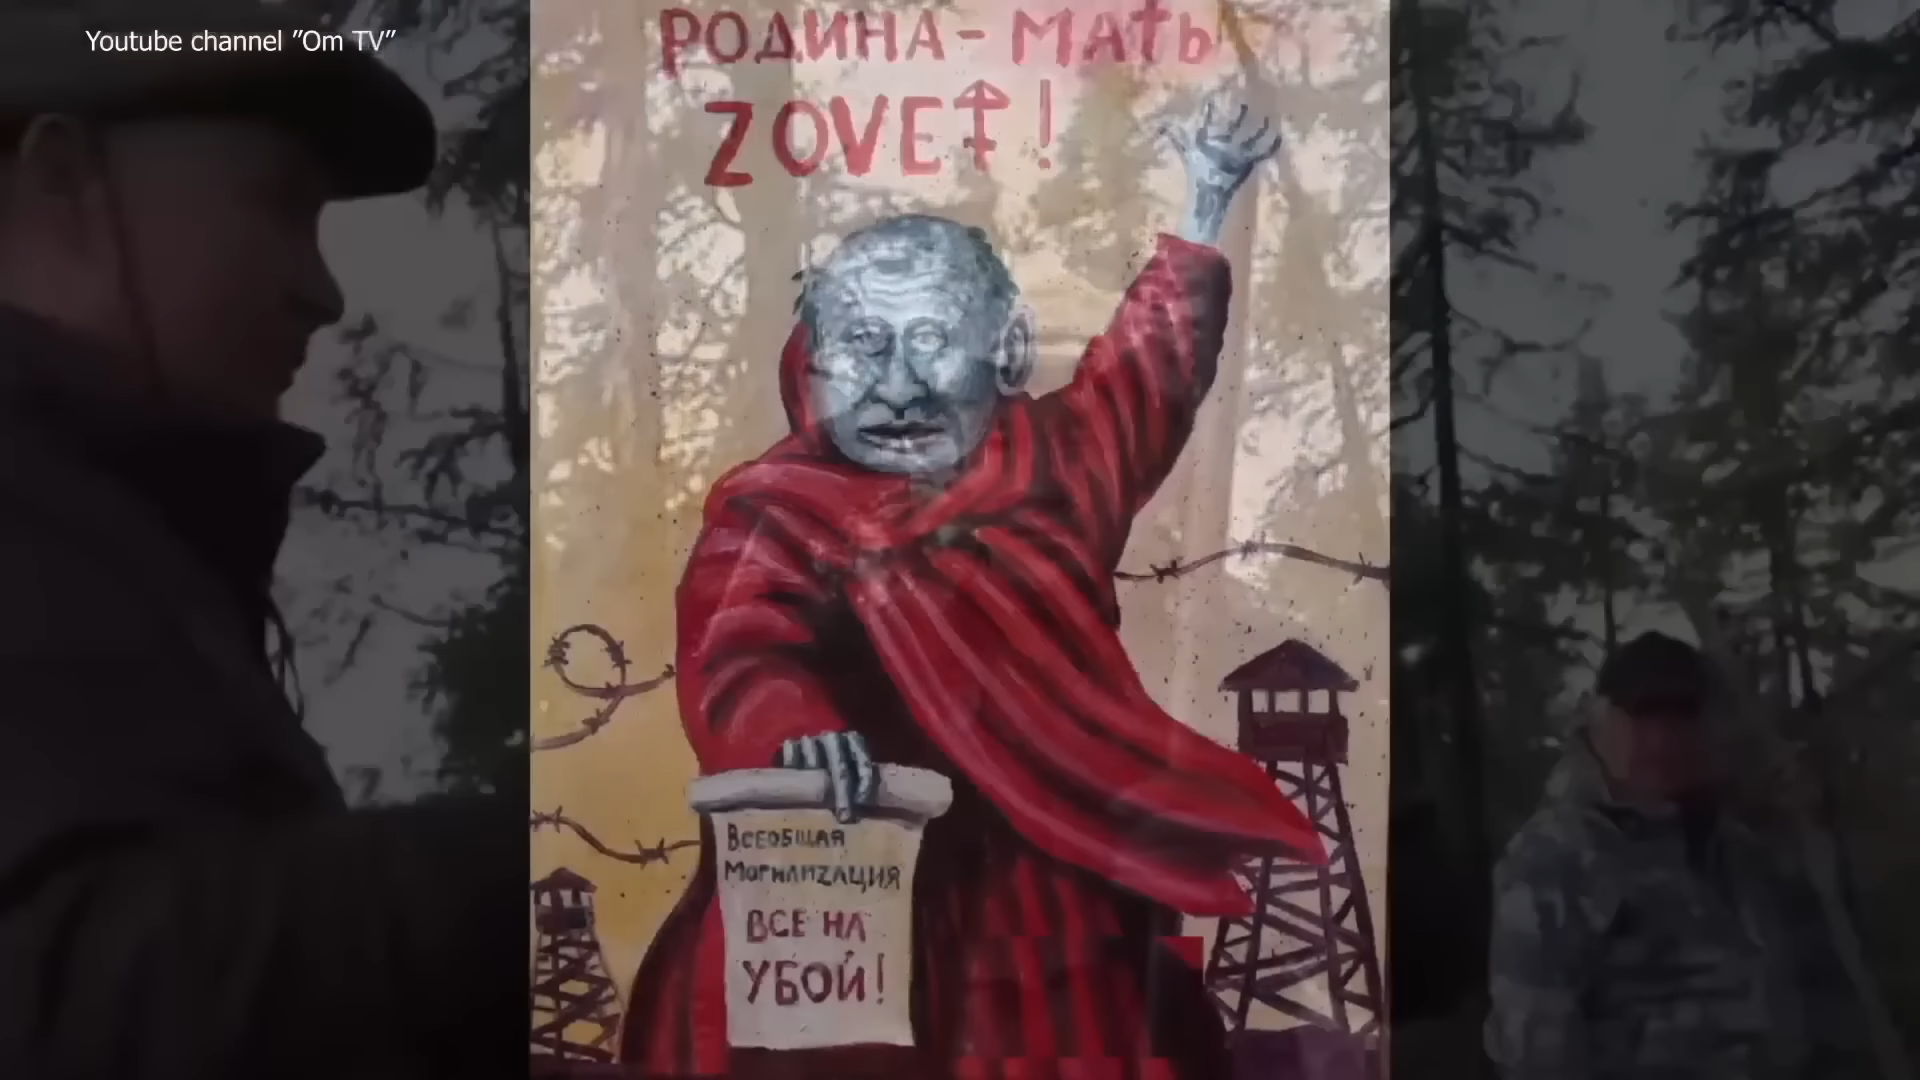 Youtube channel "Om TV"
РОДИНА - МАТЬ
ZOVEТ!
ВСЕОБЩАЯ
МОГИЛИZАЦИЯ
ВСЕ НА
УБОЙ!